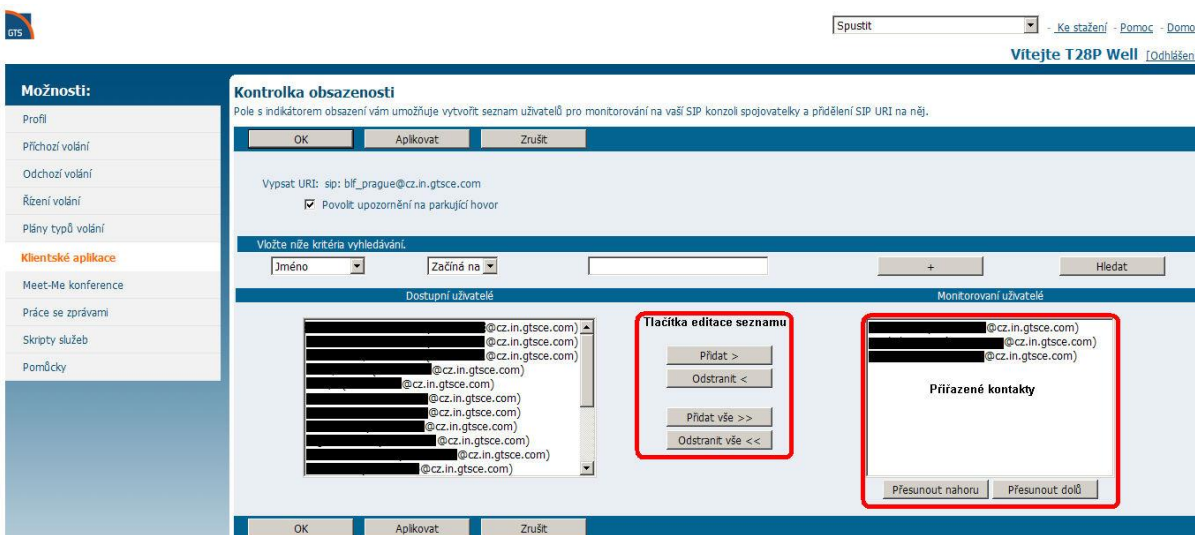 GTS
Spustit - Ke stažení - Pomoc - Domo
Vítejte T28P Well [Odhlášen
Možnosti:
Profil
Příchozí volání
Odchozí volání
Řízení volání
Plány typů volání
Klientské aplikace
Meet-Me konference
Práce se zprávami
Skripty služeb
Pomůcky
Kontrolka obsazenosti
Pole s indikátorem obsazení vám umožňuje vytvořit seznam uživatelů pro monitorování na vaší SIP konzoli spojovatelky a přidělení SIP URI na něj.
OK Aplikovat Zrušit
Vypsat URI: sip: blf_prague@cz.in.gtsce.com
Povolit upozornění na parkující hovor
Vložte níže kritéria vyhledávání.
Jméno Začíná na + Hledat
Dostupní uživatelé
@cz.in.gtsce.com)
@cz.in.gtsce.com)
@cz.in.gtsce.com)
@cz.in.gtsce.com)
@cz.in.gtsce.com)
@cz.in.gtsce.com)
@cz.in.gtsce.com)
@cz.in.gtsce.com)
@cz.in.gtsce.com)
@cz.in.gtsce.com)
@cz.in.gtsce.com)
Tlačítka editace seznamu
Přidat >
Odstranit <
Přidat vše >>
Odstranit vše <<
Monitorovaní uživatelé
@cz.in.gtsce.com)
@cz.in.gtsce.com)
@cz.in.gtsce.com)
Přiřazené kontakty
Přesunout nahoru Přesunout dolů
OK Aplikovat Zrušit